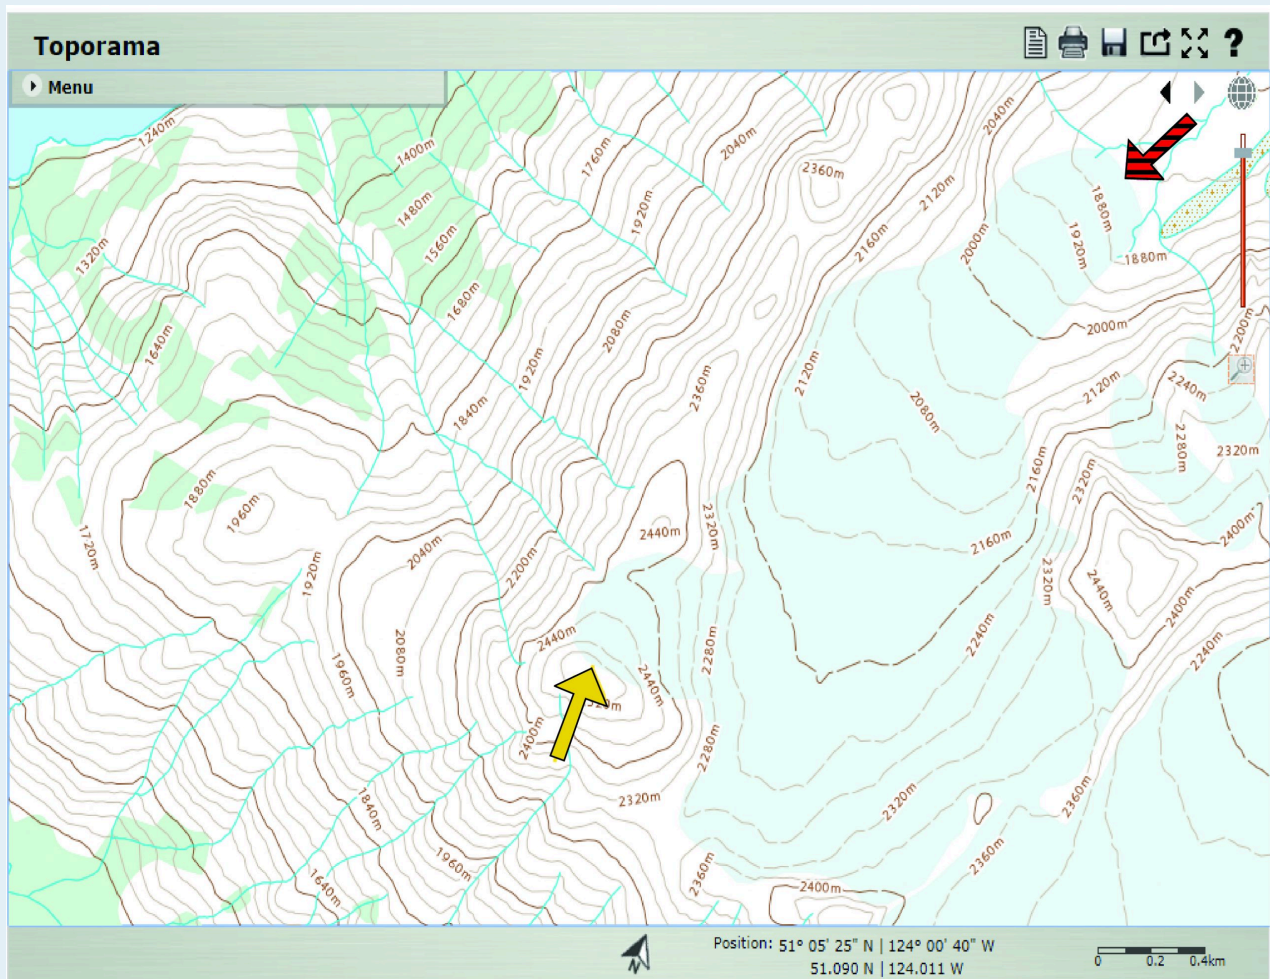 Toporama
?
Menu
1240m
1400m
1760m
2040m
2040m
2360m
2120m
1880m
1480m
1920m
2160m
2000m
1920m
1560m
1320m
1880m
1680m
2080m
2000m
2200m
1640m
1920m
2360m
2120m
2240m
2120m
1840m
2080m
2280m
2320m
1880m
1960m
2160m
2320m
2320m
2440m
2160m
2400m
1720m
2040m
2200m
1920m
2320m
2440m
2400m
2440m
2080m
2280m
2240m
2240m
1960m
2440m
2400m
2280m
2320m
2320m
2360m
1840m
1960m
2360m
2360m
1640m
2400m
N
Position: 51° 05' 25" N | 124° 00' 40" W
51.090 N | 124.011 W
0 0.2 0.4km